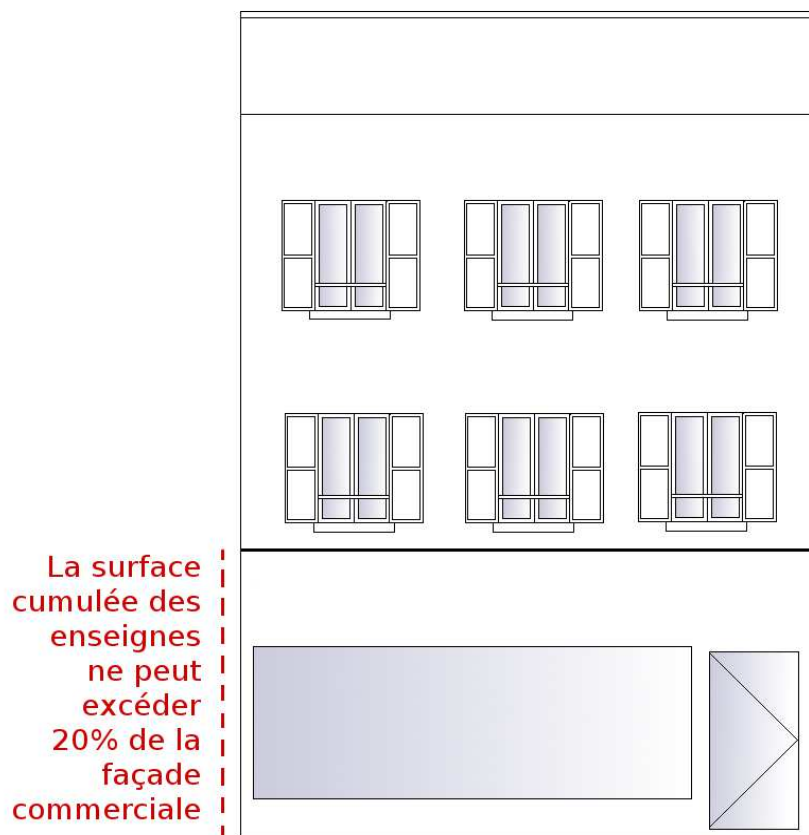 La surface
cumulée des
enseignes
ne peut
excéder
20% de la
façade
commerciale